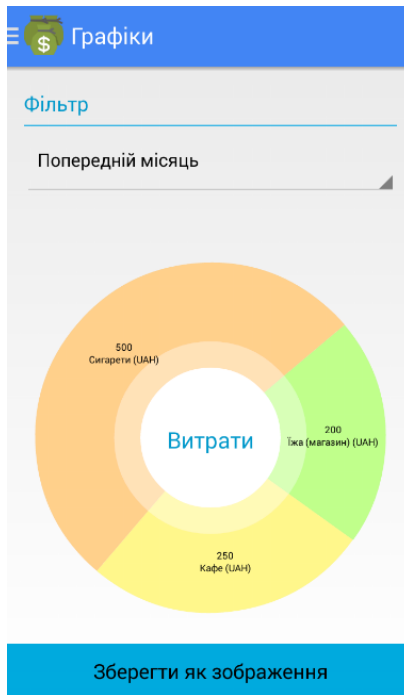 $
Графіки
Фільтр
Попередній місяць
500
Сигарети (UAH)
200
Їжа (магазин) (UAH)
Витрати
250
Кафе (UAH)
Зберегти як зображення